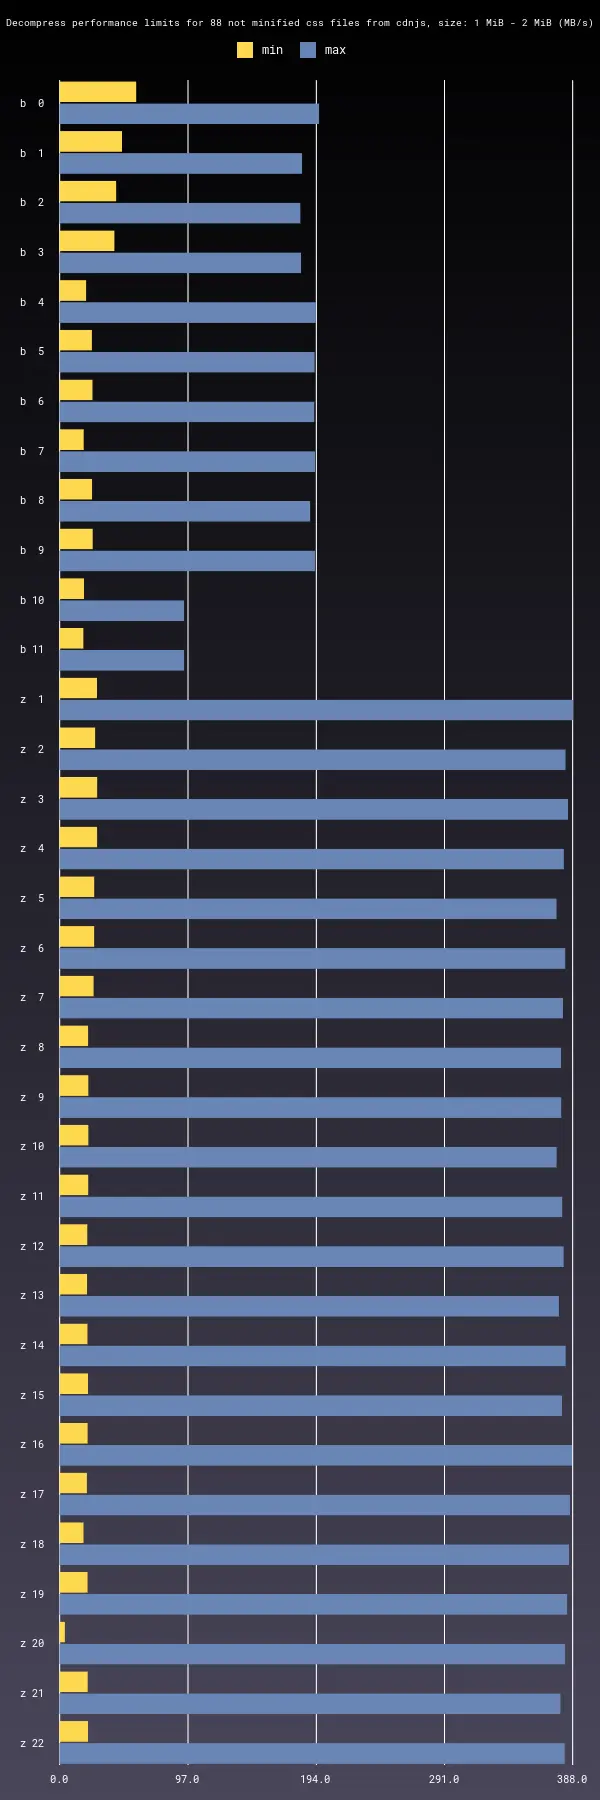 Decompress performance limits for 88 not minified css files from cdnjs, size: 1 MiB - 2 MiB (MB/s)
min max
b 0
b 1
b 2
b 3
b 4
b 5
b 6
b 7
b 8
b 9
b 10
b 11
z 1
z 2
z 3
z 4
z 5
z 6
z 7
z 8
z 9
z 10
z 11
z 12
z 13
z 14
z 15
z 16
z 17
z 18
z 19
z 20
z 21
z 22
0.0 97.0 194.0 291.0 388.0